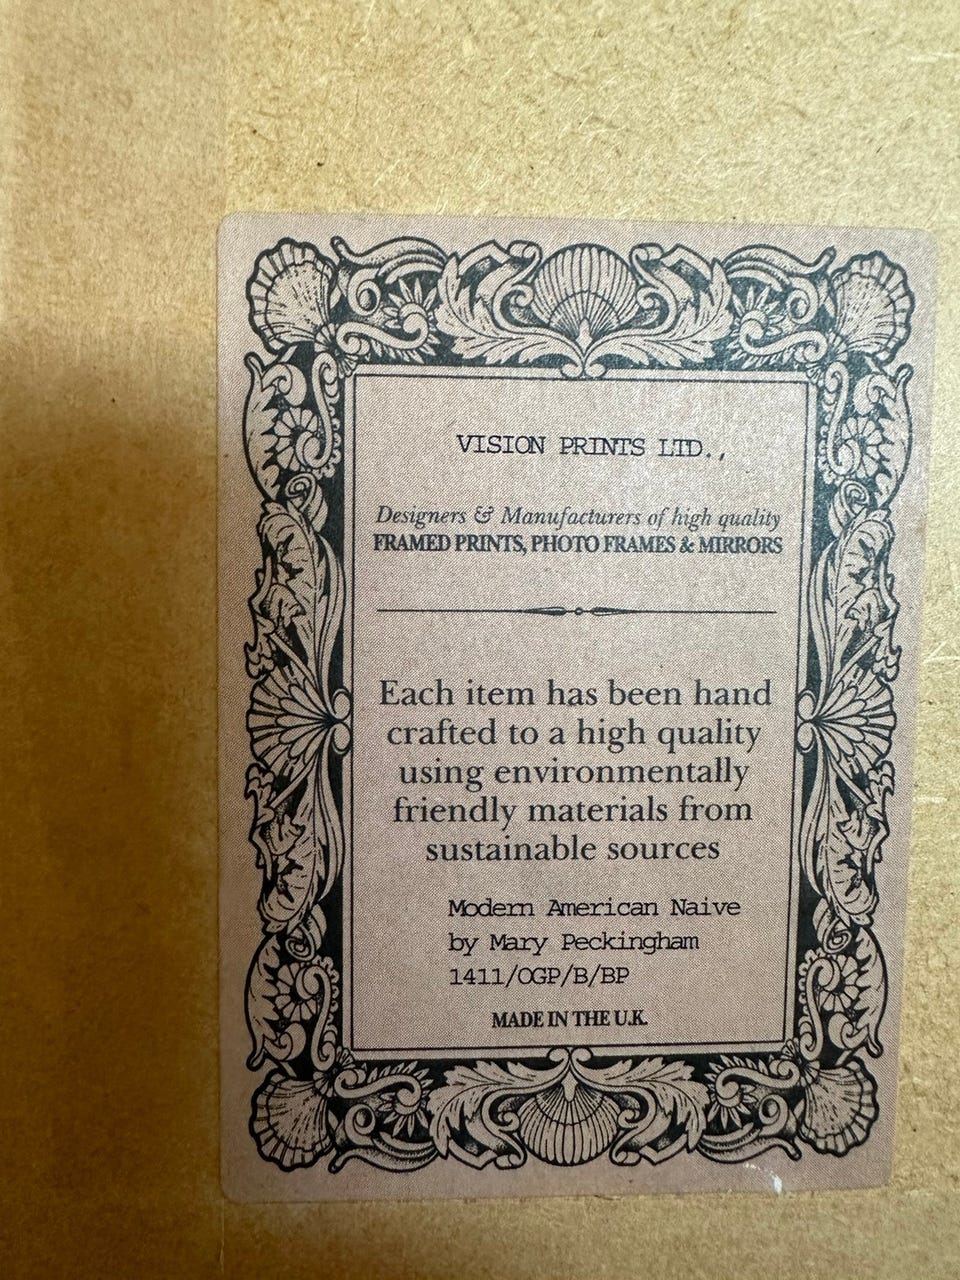 VISION PRINTS LTD.,
Designers & Manufacturers of high quality
FRAMED PRINTS, PHOTO FRAMES & MIRRORS
Each item has been hand
crafted to a high quality
using environmentally
friendly materials from
sustainable sources
Modern American Naive
by Mary Peckingham
1411/OGP/B/BP
MADE IN THE U.K.